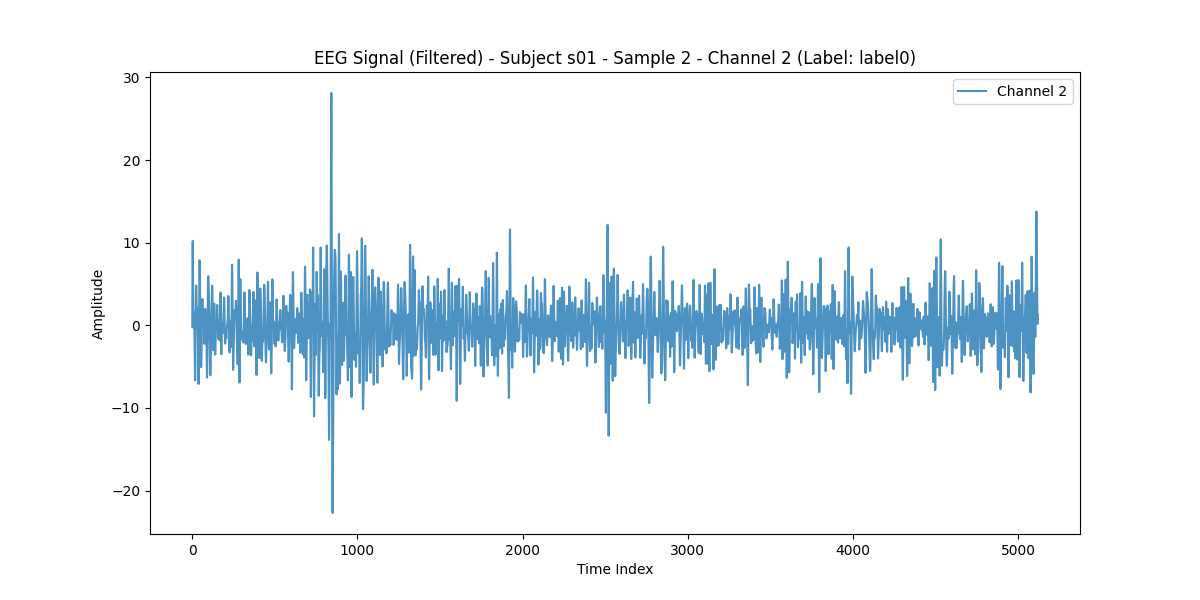 EEG Signal (Filtered) - Subject s01 - Sample 2 - Channel 2 (Label: label0)
Channel 2
30
20
10
0
−10
−20
Amplitude
0 1000 2000 3000 4000 5000
Time Index